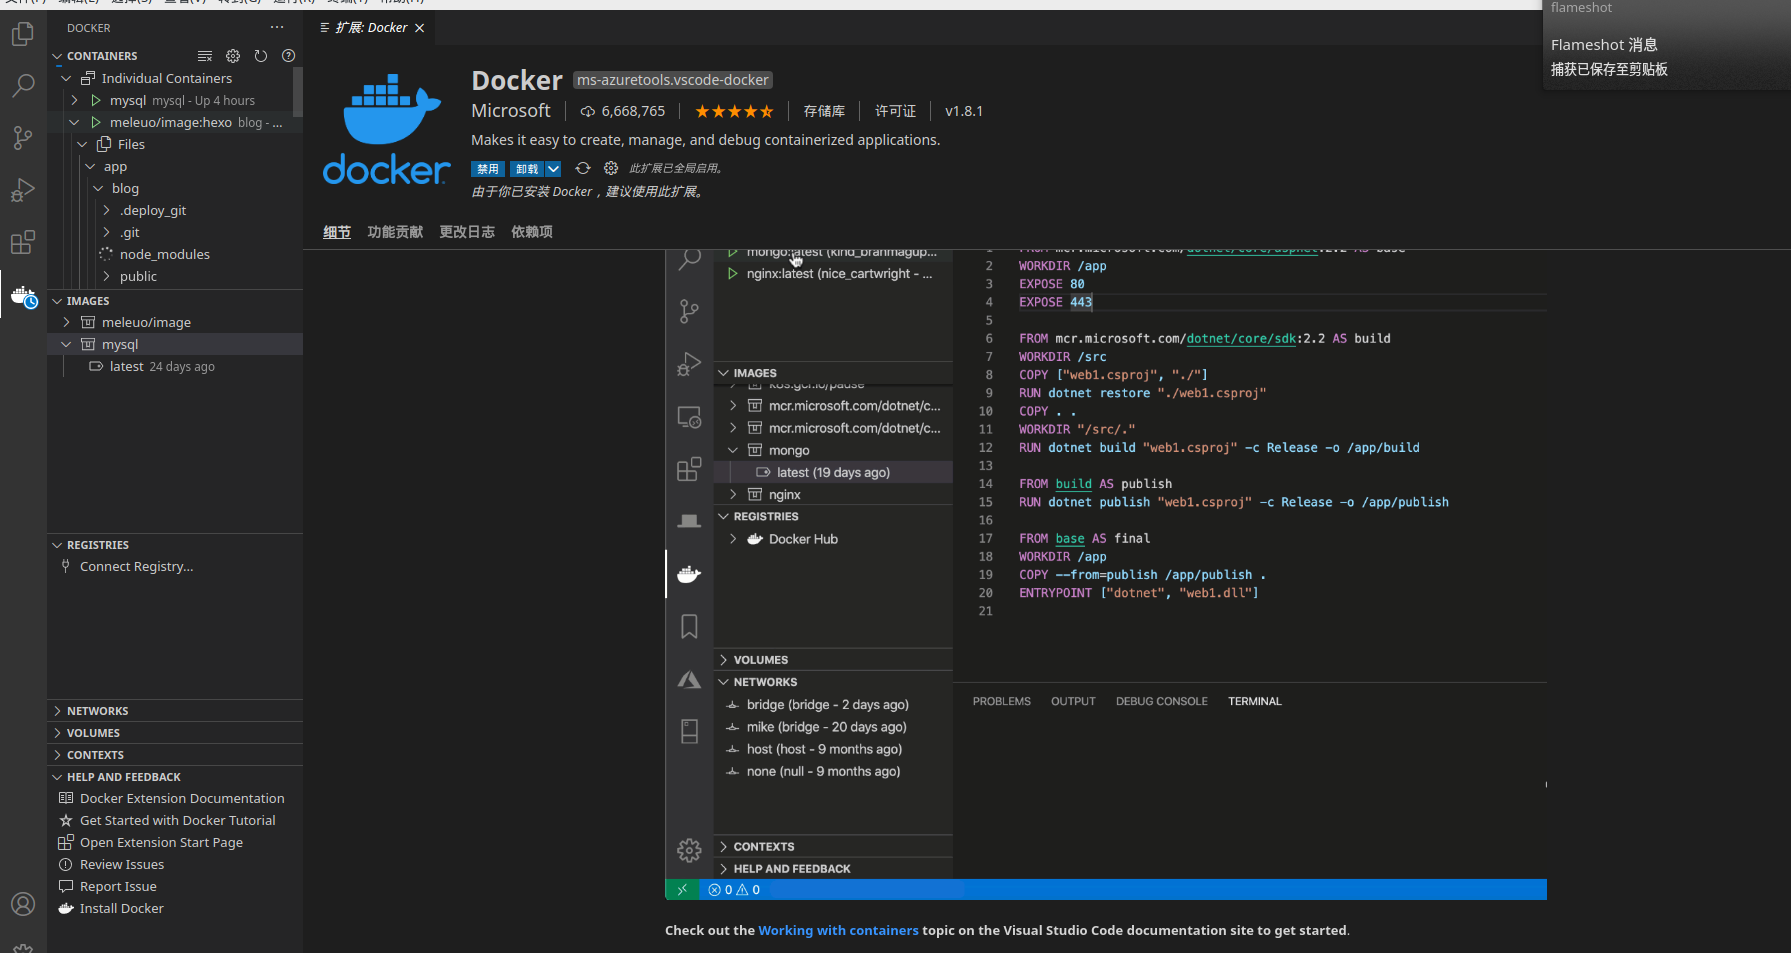 DOCKER
CONTAINERS
Individual Containers
mysql mysql - Up 4 hours
meleuo/image:hexo blog - ...
Files
app
blog
.deploy_git
.git
node_modules
public
IMAGES
meleuo/image
mysql
latest 24 days ago
REGISTRIES
Connect Registry...
NETWORKS
VOLUMES
CONTEXTS
HELP AND FEEDBACK
Docker Extension Documentation
Get Started with Docker Tutorial
Open Extension Start Page
Review Issues
Report Issue
Install Docker
扩展: Docker
docker.
Docker ms-azuretools.vscode-docker
Microsoft 6,668,765 存储库 许可证 v1.8.1
Makes it easy to create, manage, and debug containerized applications.
禁用 卸载 此扩展已全局启用。
由于你已安装 Docker，建议使用此扩展。
细节 功能贡献 更改日志 依赖项
nginx:latest (nice_cartwright - ...
IMAGES
k8s.gcr.io/pause
mcr.microsoft.com/dotnet/c...
mcr.microsoft.com/dotnet/c...
mongo
latest (19 days ago)
nginx
REGISTRIES
Docker Hub
VOLUMES
NETWORKS
bridge (bridge - 2 days ago)
mike (bridge - 20 days ago)
host (host - 9 months ago)
none (null - 9 months ago)
CONTEXTS
HELP AND FEEDBACK
0 0
2 WORKDIR /app
3 EXPOSE 80
4 EXPOSE 443
5
6 FROM mcr.microsoft.com/dotnet/core/sdk:2.2 AS build
7 WORKDIR /src
8 COPY ["web1.csproj", "./"]
9 RUN dotnet restore "./web1.csproj"
10 COPY . .
11 WORKDIR "/src/."
12 RUN dotnet build "web1.csproj" -c Release -o /app/build
13
14 FROM build AS publish
15 RUN dotnet publish "web1.csproj" -c Release -o /app/publish
16
17 FROM base AS final
18 WORKDIR /app
19 COPY --from=publish /app/publish .
20 ENTRYPOINT ["dotnet", "web1.dll"]
21
PROBLEMS OUTPUT DEBUG CONSOLE TERMINAL
Check out the Working with containers topic on the Visual Studio Code documentation site to get started.
flameshot
Flameshot 消息
捕获已保存至剪贴板